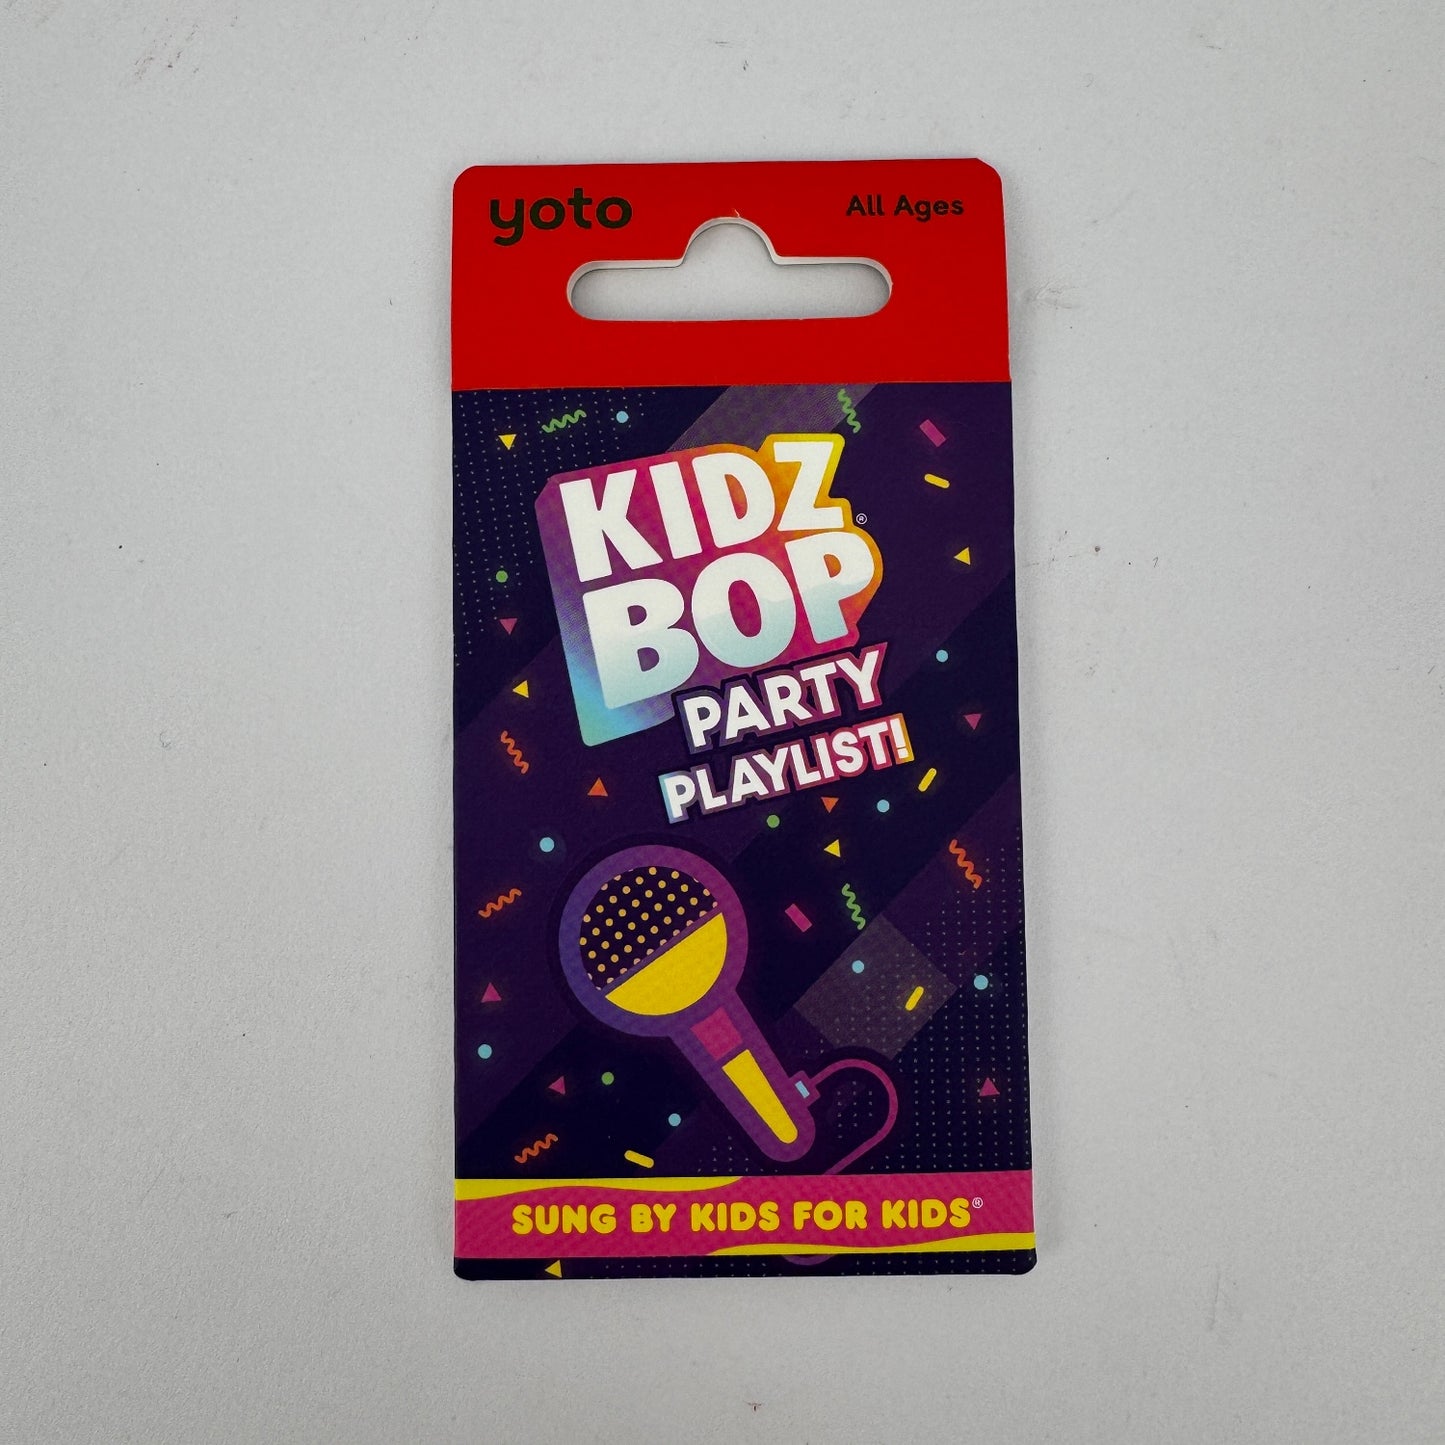 yoto
All Ages
KIDZ
BOP®
PARTY
PLAYLIST!
SUNG BY KIDS FOR KIDS®